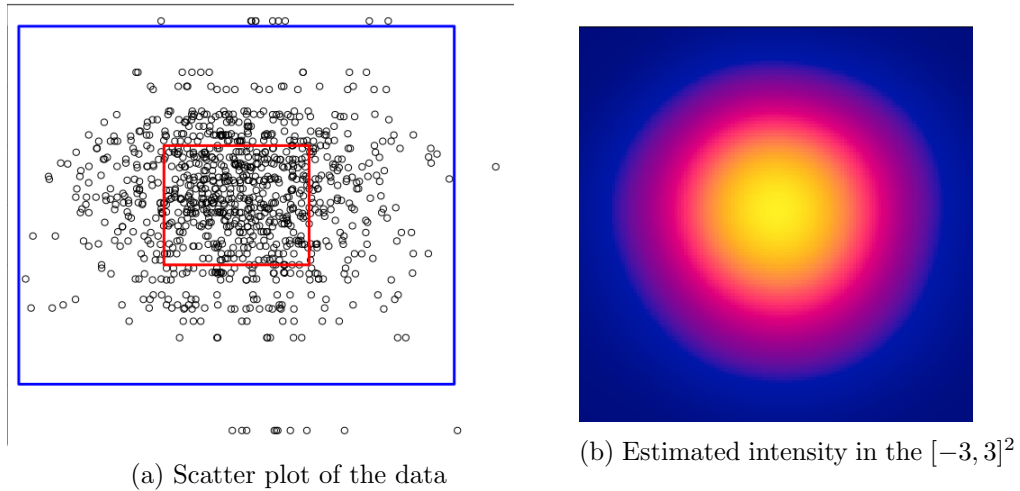 (a) Scatter plot of the data
(b) Estimated intensity in the [−3, 3]²